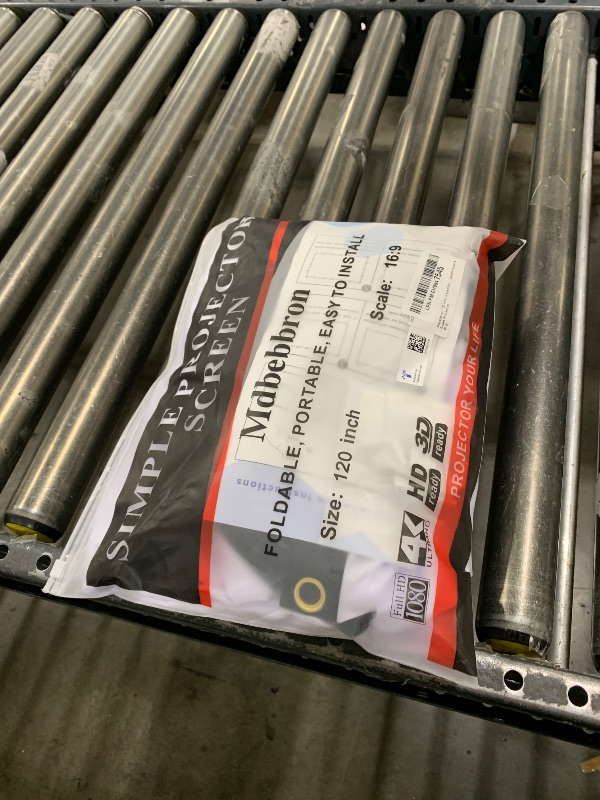 SIMPLE PROJECTOR
SCREEN
Mdbebbron
FOLDABLE, PORTABLE, EASY TO INSTALL
Size: 120 inch
Scale: 16:9
Full HD
1080
4K
ULTRA HD
HD
ready
3D
ready
PROJECTOR YOUR LIFE
Instructions